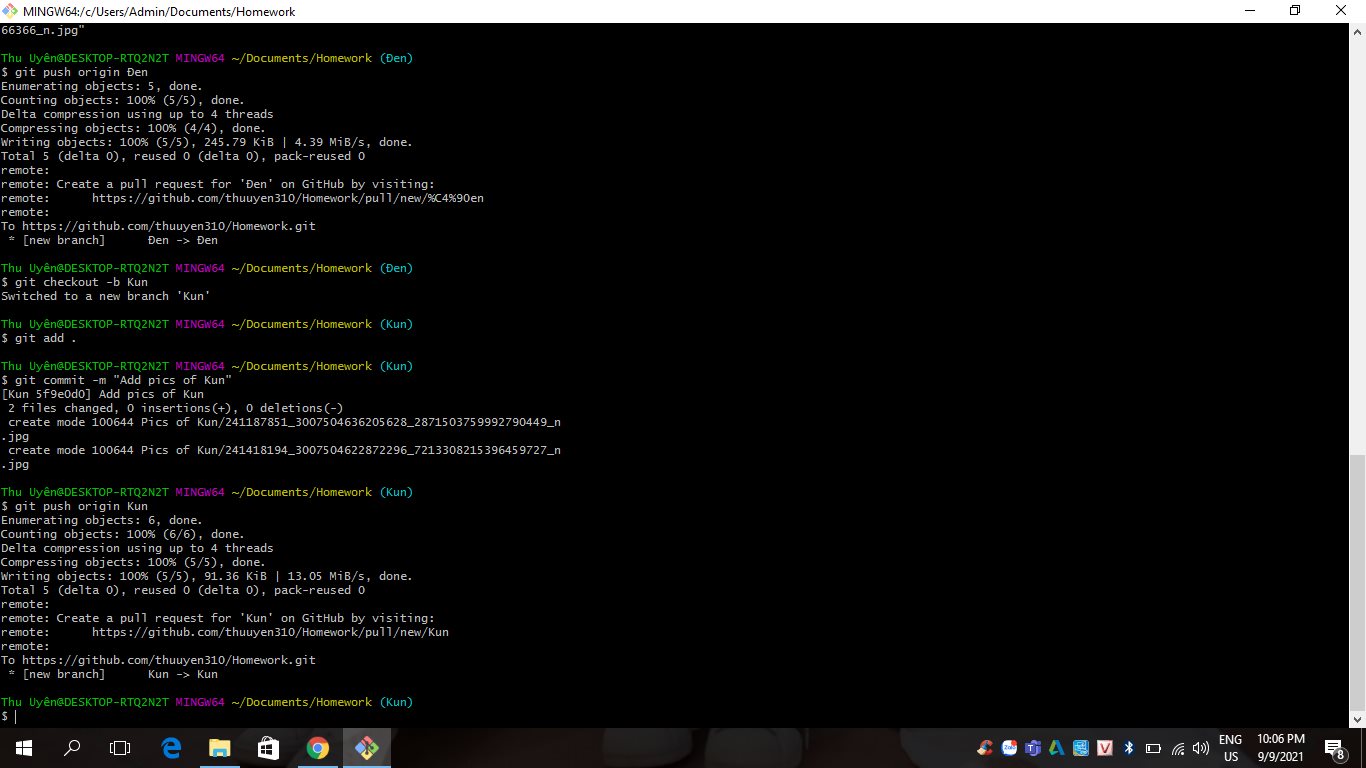 MINGW64:/c/Users/Admin/Documents/Homework
66366_n.jpg"
Thu Uyên@DESKTOP-RTQ2N2T MINGW64 ~/Documents/Homework (Đen)
$ git push origin Đen
Enumerating objects: 5, done.
Counting objects: 100% (5/5), done.
Delta compression using up to 4 threads
Compressing objects: 100% (4/4), done.
Writing objects: 100% (5/5), 245.79 KiB | 4.39 MiB/s, done.
Total 5 (delta 0), reused 0 (delta 0), pack-reused 0
remote:
remote: Create a pull request for 'Đen' on GitHub by visiting:
remote:      https://github.com/thuuyen310/Homework/pull/new/%C4%90en
remote:
To https://github.com/thuuyen310/Homework.git
 * [new branch]      Đen -> Đen
Thu Uyên@DESKTOP-RTQ2N2T MINGW64 ~/Documents/Homework (Đen)
$ git checkout -b Kun
Switched to a new branch 'Kun'
Thu Uyên@DESKTOP-RTQ2N2T MINGW64 ~/Documents/Homework (Kun)
$ git add .
Thu Uyên@DESKTOP-RTQ2N2T MINGW64 ~/Documents/Homework (Kun)
$ git commit -m "Add pics of Kun"
[Kun 5f9e0d0] Add pics of Kun
 2 files changed, 0 insertions(+), 0 deletions(-)
 create mode 100644 Pics of Kun/241187851_3007504636205628_2871503759992790449_n
.jpg
 create mode 100644 Pics of Kun/241418194_3007504622872296_7213308215396459727_n
.jpg
Thu Uyên@DESKTOP-RTQ2N2T MINGW64 ~/Documents/Homework (Kun)
$ git push origin Kun
Enumerating objects: 6, done.
Counting objects: 100% (6/6), done.
Delta compression using up to 4 threads
Compressing objects: 100% (5/5), done.
Writing objects: 100% (5/5), 91.36 KiB | 13.05 MiB/s, done.
Total 5 (delta 0), reused 0 (delta 0), pack-reused 0
remote:
remote: Create a pull request for 'Kun' on GitHub by visiting:
remote:      https://github.com/thuuyen310/Homework/pull/new/Kun
remote:
To https://github.com/thuuyen310/Homework.git
 * [new branch]      Kun -> Kun
Thu Uyên@DESKTOP-RTQ2N2T MINGW64 ~/Documents/Homework (Kun)
$
Zalo
ENG
US
10:06 PM
9/9/2021
8